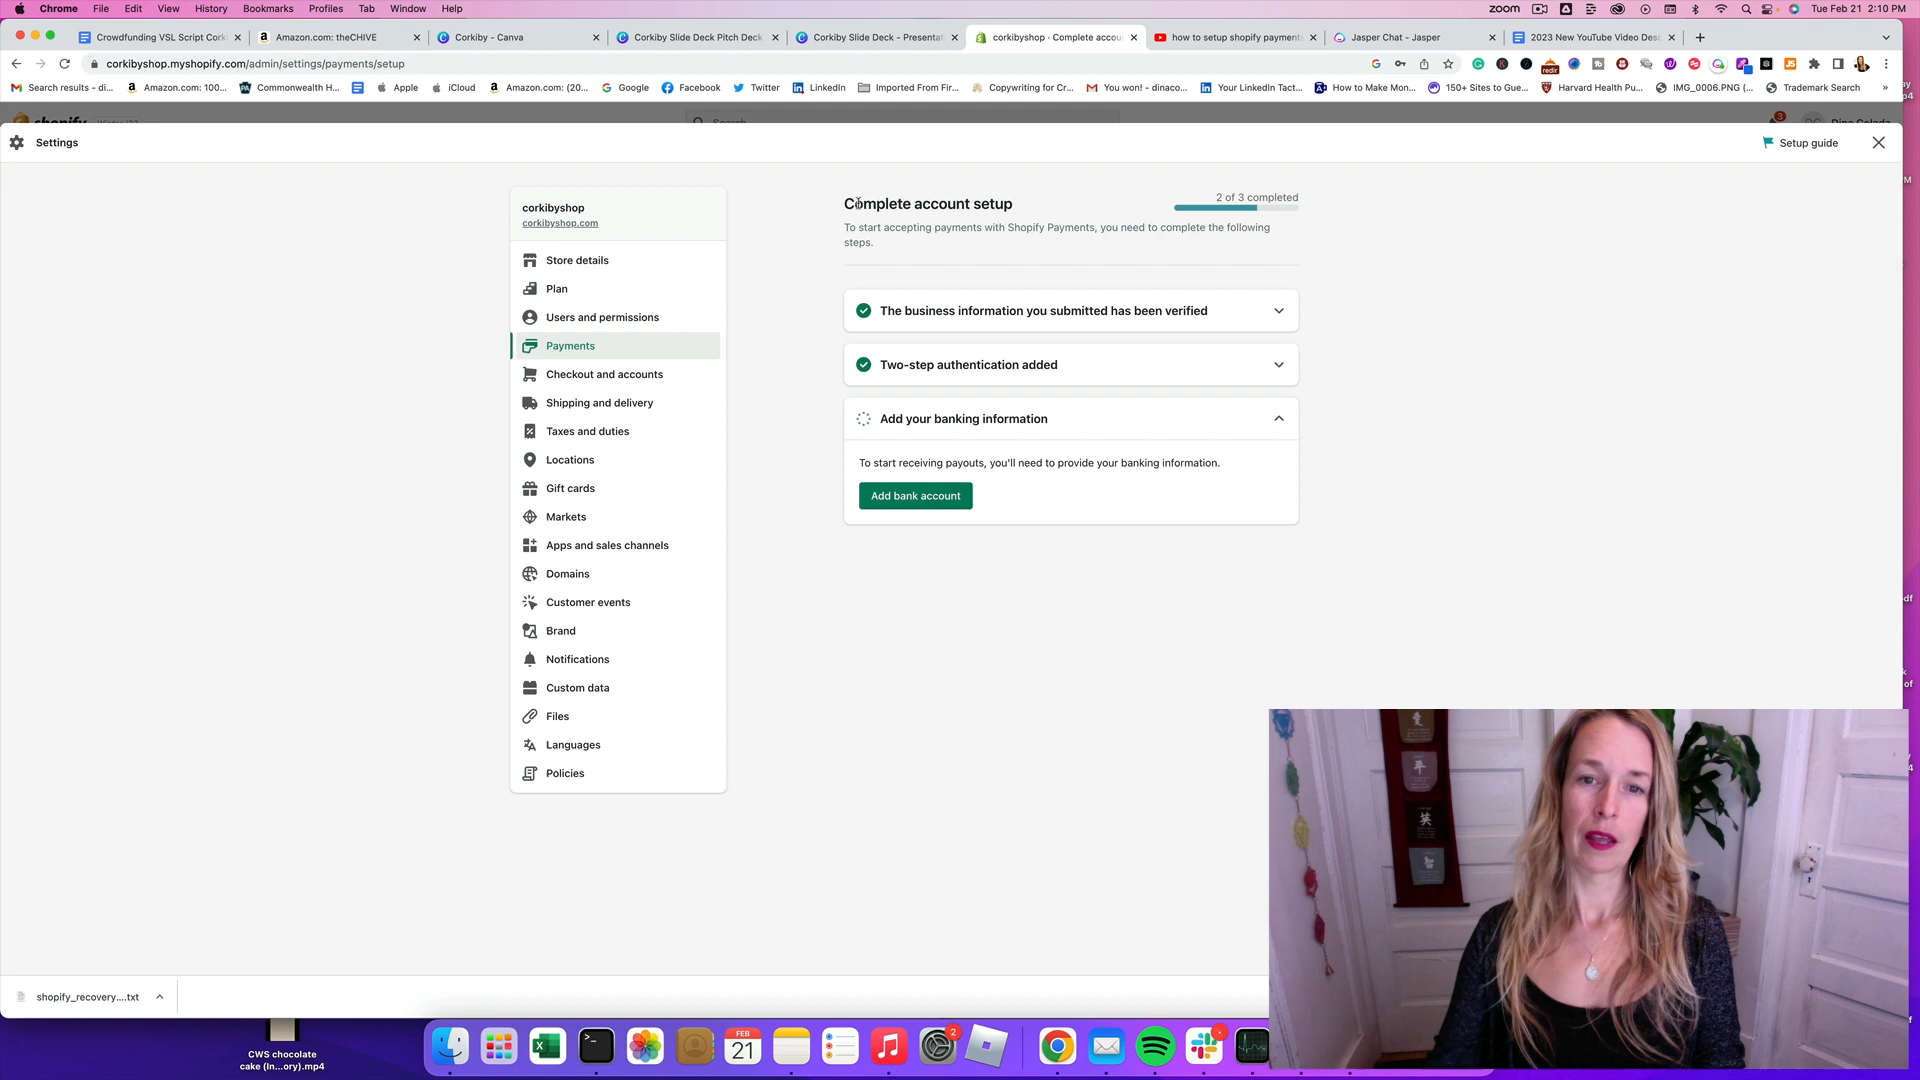 Chrome File Edit View History Bookmarks Profiles Tab Window Help
zoom Tue Feb 21 2:10 PM
Crowdfunding VSL Script Cork
Amazon.com: theCHIVE
Corkiby - Canva
Corkiby Slide Deck Pitch Deck
Corkiby Slide Deck - Presentat
corkibyshop · Complete accou
how to setup shopify payment
Jasper Chat - Jasper
2023 New YouTube Video Desc
corkibyshop.myshopify.com/admin/settings/payments/setup
redir
Search results - di...
Amazon.com: 100...
Commonwealth H...
Apple
iCloud
Amazon.com: (20...
Google
Facebook
Twitter
LinkedIn
Imported From Fir...
Copywriting for Cr...
You won! - dinaco...
Your LinkedIn Tact...
How to Make Mon...
150+ Sites to Gue...
Harvard Health Pu...
IMG_0006.PNG (...
Trademark Search
»
shopify
Search
3
Settings
Setup guide
corkibyshop
corkibyshop.com
Store details
Plan
Users and permissions
Payments
Checkout and accounts
Shipping and delivery
Taxes and duties
Locations
Gift cards
Markets
Apps and sales channels
Domains
Customer events
Brand
Notifications
Custom data
Files
Languages
Policies
Complete account setup
2 of 3 completed
To start accepting payments with Shopify Payments, you need to complete the following
steps.
The business information you submitted has been verified
Two-step authentication added
Add your banking information
To start receiving payouts, you'll need to provide your banking information.
Add bank account
shopify_recovery....txt
CWS chocolate
cake (In...ory).mp4
FEB
21
2